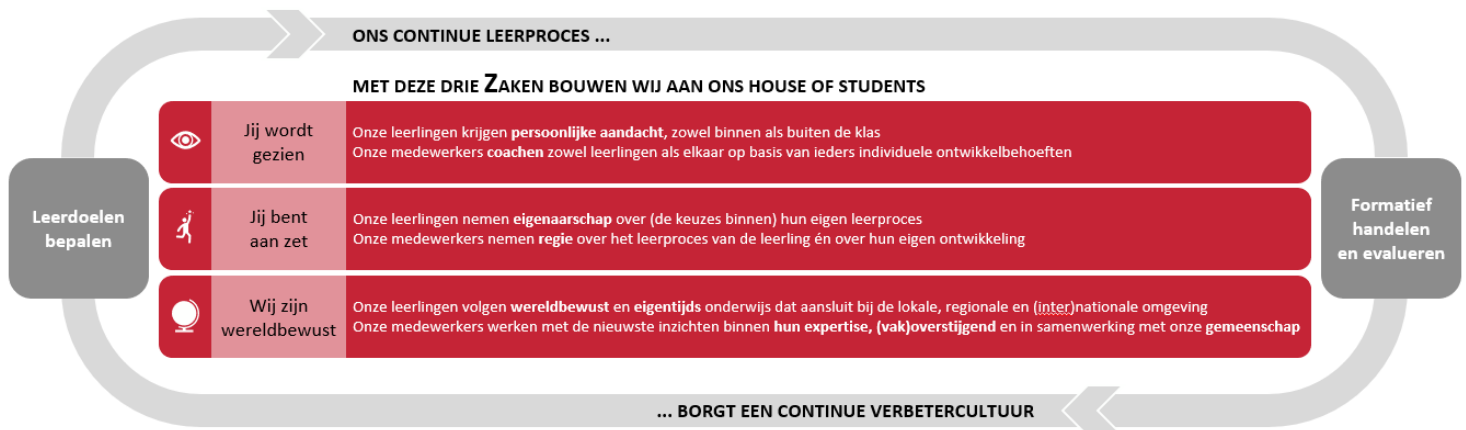 ONS CONTINUE LEERPROCES ...
MET DEZE DRIE ZAKEN BOUWEN WIJ AAN ONS HOUSE OF STUDENTS
Leerdoelen
bepalen
Jij wordt
gezien
Onze leerlingen krijgen persoonlijke aandacht, zowel binnen als buiten de klas
Onze medewerkers coachen zowel leerlingen als elkaar op basis van ieders individuele ontwikkelbehoeften
Jij bent
aan zet
Onze leerlingen nemen eigenaarschap over (de keuzes binnen) hun eigen leerproces
Onze medewerkers nemen regie over het leerproces van de leerling én over hun eigen ontwikkeling
Wij zijn
wereldbewust
Onze leerlingen volgen wereldbewust en eigentijds onderwijs dat aansluit bij de lokale, regionale en (inter)nationale omgeving
Onze medewerkers werken met de nieuwste inzichten binnen hun expertise, (vak)overstijgend en in samenwerking met onze gemeenschap
Formatief
handelen
en evalueren
... BORGT EEN CONTINUE VERBETERCULTUUR